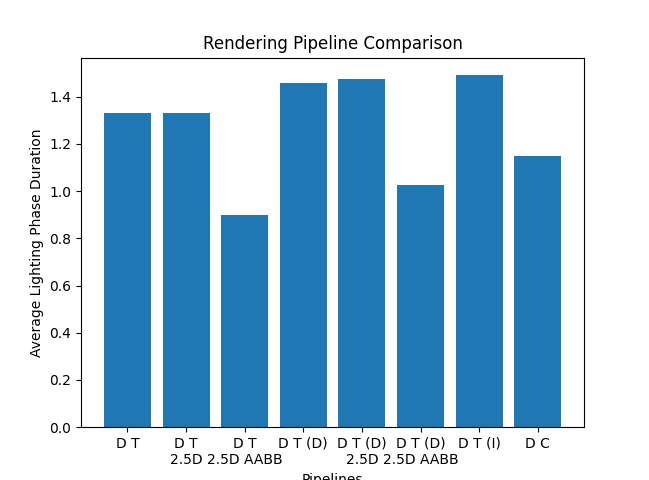 Rendering Pipeline Comparison
Average Lighting Phase Duration
1.4
1.2
1.0
0.8
0.6
0.4
0.2
0.0
D T D T D T D T (D) D T (D) D T (D) D T (I) D C
2.5D 2.5D AABB 2.5D 2.5D AABB
Pipelines